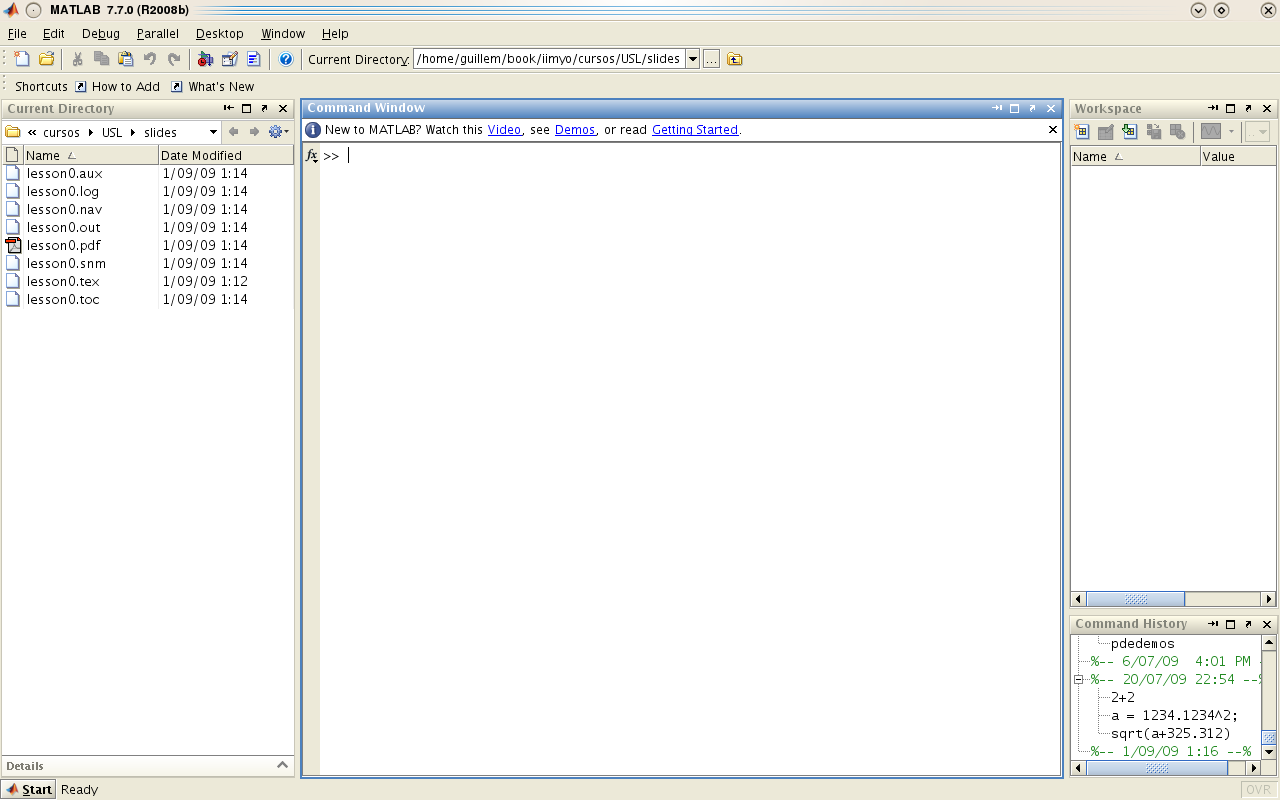 MATLAB 7.7.0 (R2008b)
File Edit Debug Parallel Desktop Window Help
Current Directory: /home/guillem/book/iimyo/cursos/USL/slides ...
Shortcuts How to Add What's New
Current Directory
« cursos USL slides
Name Date Modified
lesson0.aux 1/09/09 1:14
lesson0.log 1/09/09 1:14
lesson0.nav 1/09/09 1:14
lesson0.out 1/09/09 1:14
lesson0.pdf 1/09/09 1:14
lesson0.snm 1/09/09 1:14
lesson0.tex 1/09/09 1:12
lesson0.toc 1/09/09 1:14
Details
Command Window
New to MATLAB? Watch this Video, see Demos, or read Getting Started.
fx >>
Workspace
Name Value
Command History
pdedemos
%-- 6/07/09 4:01 PM
%-- 20/07/09 22:54 --%
2+2
a = 1234.1234^2;
sqrt(a+325.312)
%-- 1/09/09 1:16 --%
Start Ready
OVR